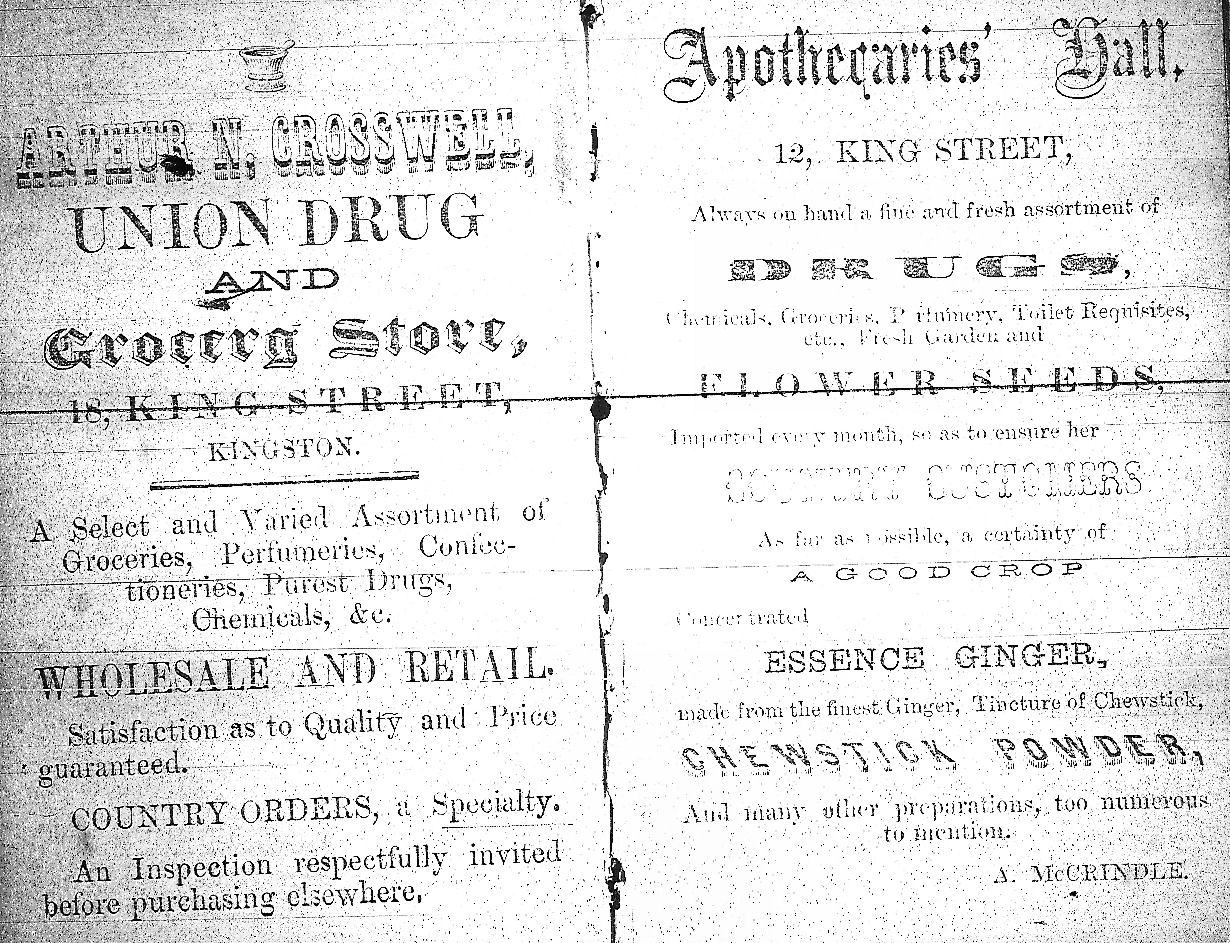 ARTHUR N. CROSSWELL,
UNION DRUG
AND
Grocery Store,
18, KING STREET,
KINGSTON.
A Select and Varied Assortment of
Groceries, Perfumeries, Confec-
tioneries, Purest Drugs,
Chemicals, &c.
WHOLESALE AND RETAIL.
Satisfaction as to Quality and Price
guaranteed.
COUNTRY ORDERS, a Specialty.
An Inspection respectfully invited
before purchasing elsewhere.
Apothecaries' Hall.
12, KING STREET,
Always on hand a fine and fresh assortment of
DRUGS,
Chemicals, Groceries, Perfumery, Toilet Requisites,
etc., Fresh Garden and
FLOWER SEEDS,
Imported every month, so as to ensure her
COUNTRY CUSTOMERS
As far as possible, a certainty of
A GOOD CROP
Concentrated
ESSENCE GINGER,
made from the finest Ginger, Tincture of Chewstick,
CHEWSTICK POWDER,
And many other preparations, too numerous
to mention.
A. McCRINDLE.